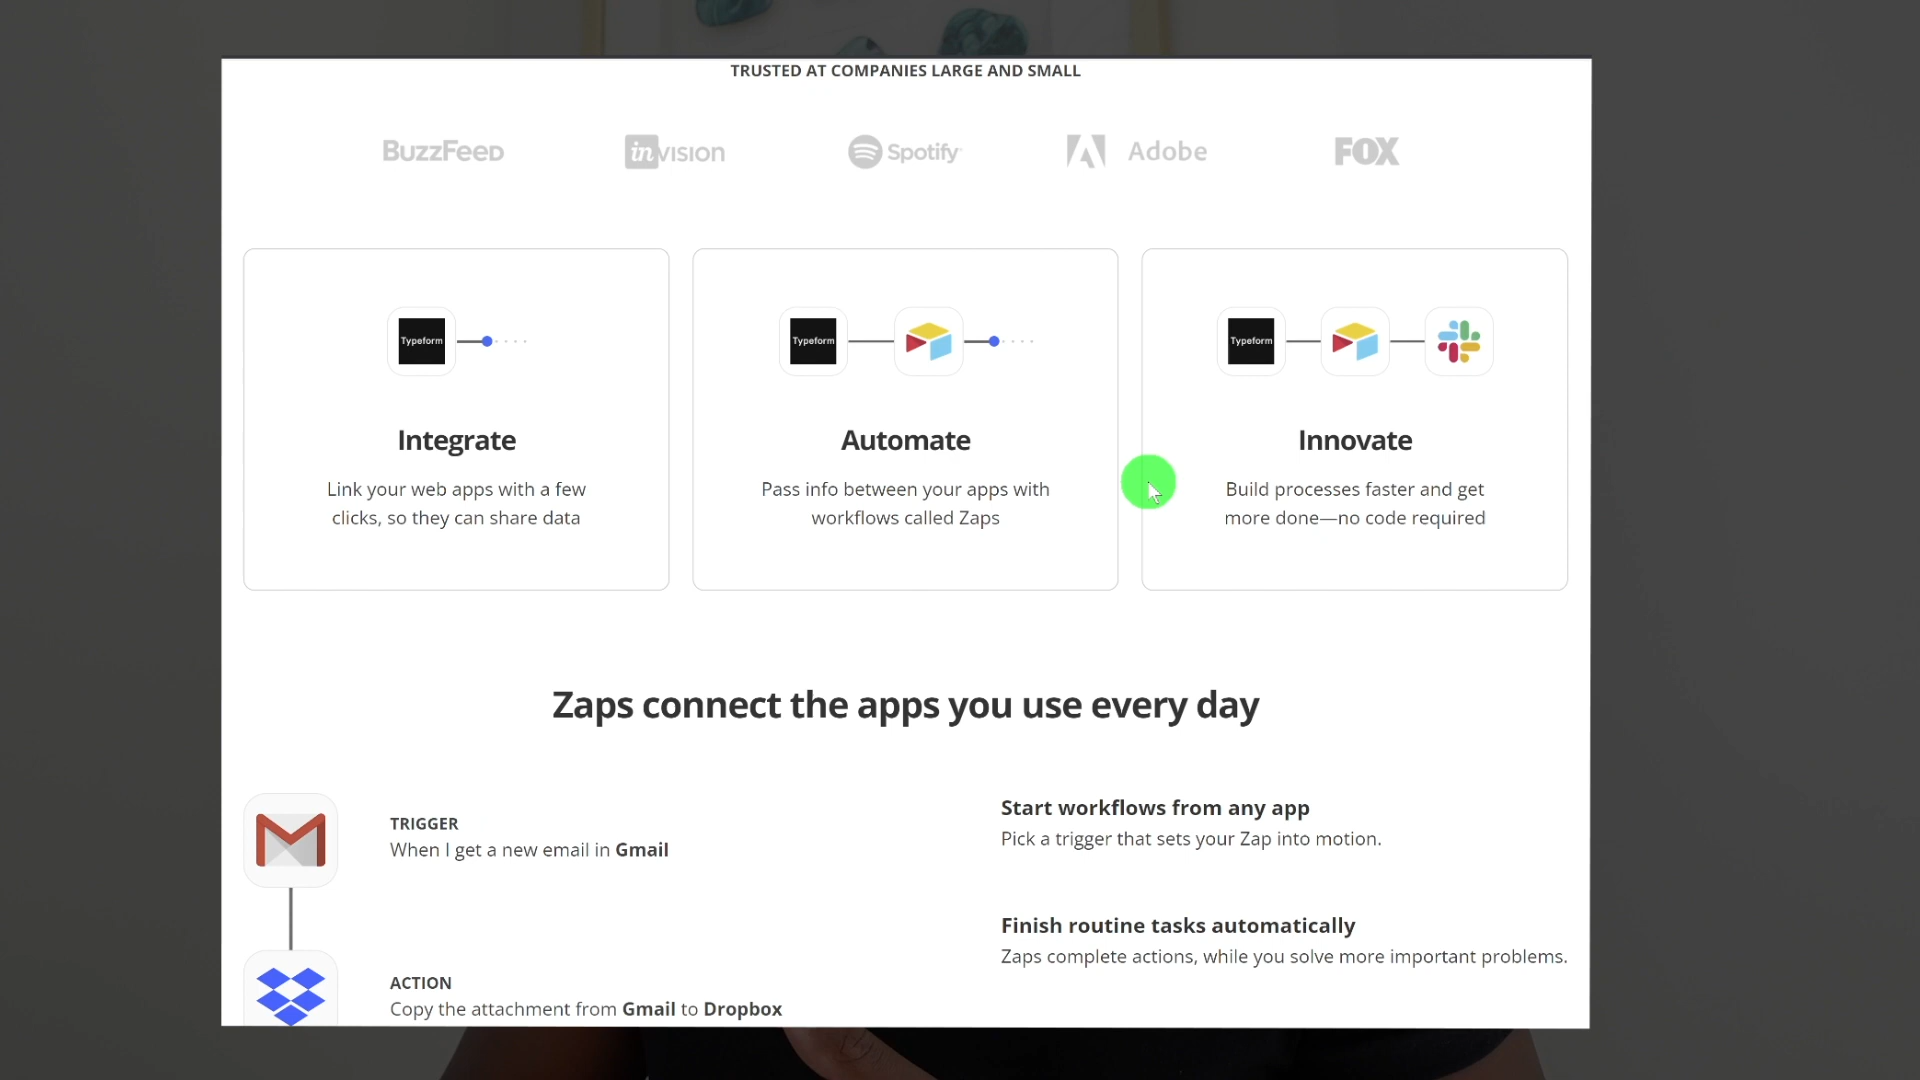 TRUSTED AT COMPANIES LARGE AND SMALL
BuzzFeed
inVISION
Spotify
Adobe
FOX
Typeform
Typeform
Typeform
Integrate
Link your web apps with a few
clicks, so they can share data
Automate
Pass info between your apps with
workflows called Zaps
Innovate
Build processes faster and get
more done—no code required
Zaps connect the apps you use every day
TRIGGER
When I get a new email in Gmail
ACTION
Copy the attachment from Gmail to Dropbox
Start workflows from any app
Pick a trigger that sets your Zap into motion.
Finish routine tasks automatically
Zaps complete actions, while you solve more important problems.